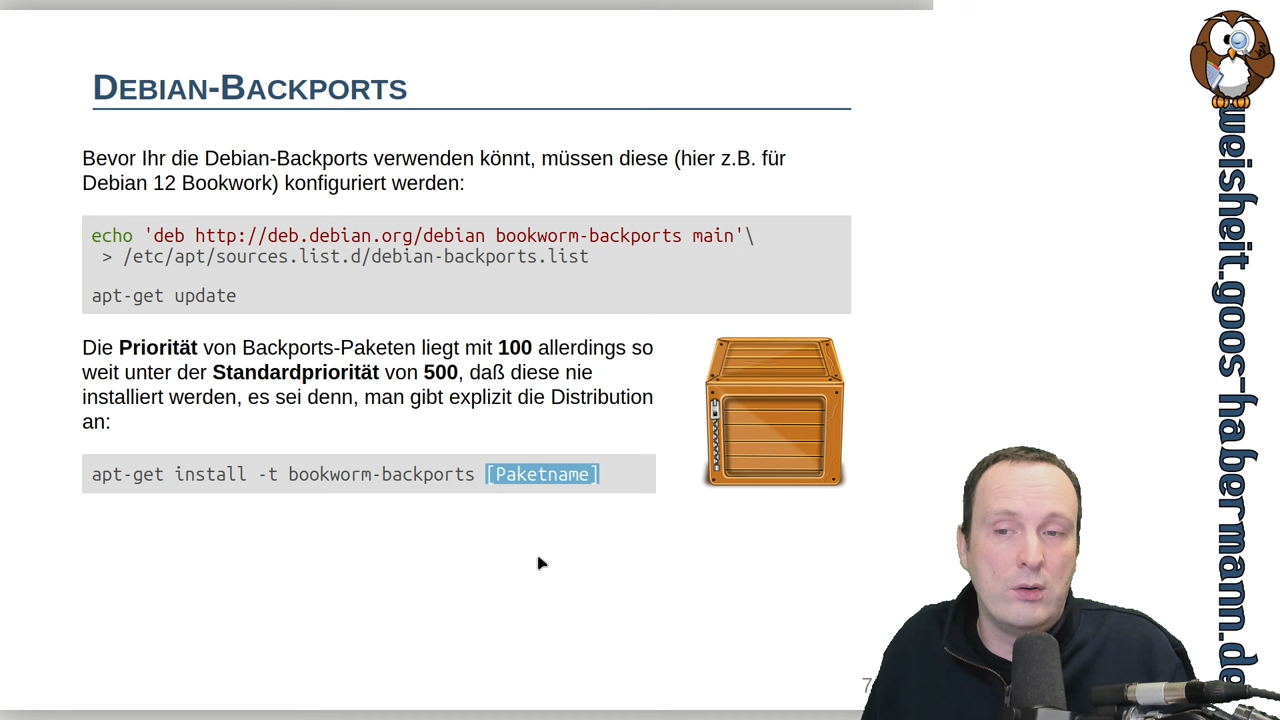 DEBIAN-BACKPORTS
Bevor Ihr die Debian-Backports verwenden könnt, müssen diese (hier z.B. für
Debian 12 Bookwork) konfiguriert werden:
echo 'deb http://deb.debian.org/debian bookworm-backports main'\
> /etc/apt/sources.list.d/debian-backports.list
apt-get update
Die Priorität von Backports-Paketen liegt mit 100 allerdings so
weit unter der Standardpriorität von 500, daß diese nie
installiert werden, es sei denn, man gibt explizit die Distribution
an:
apt-get install -t bookworm-backports [Paketname]
7
weisheit.goos-habermann.de